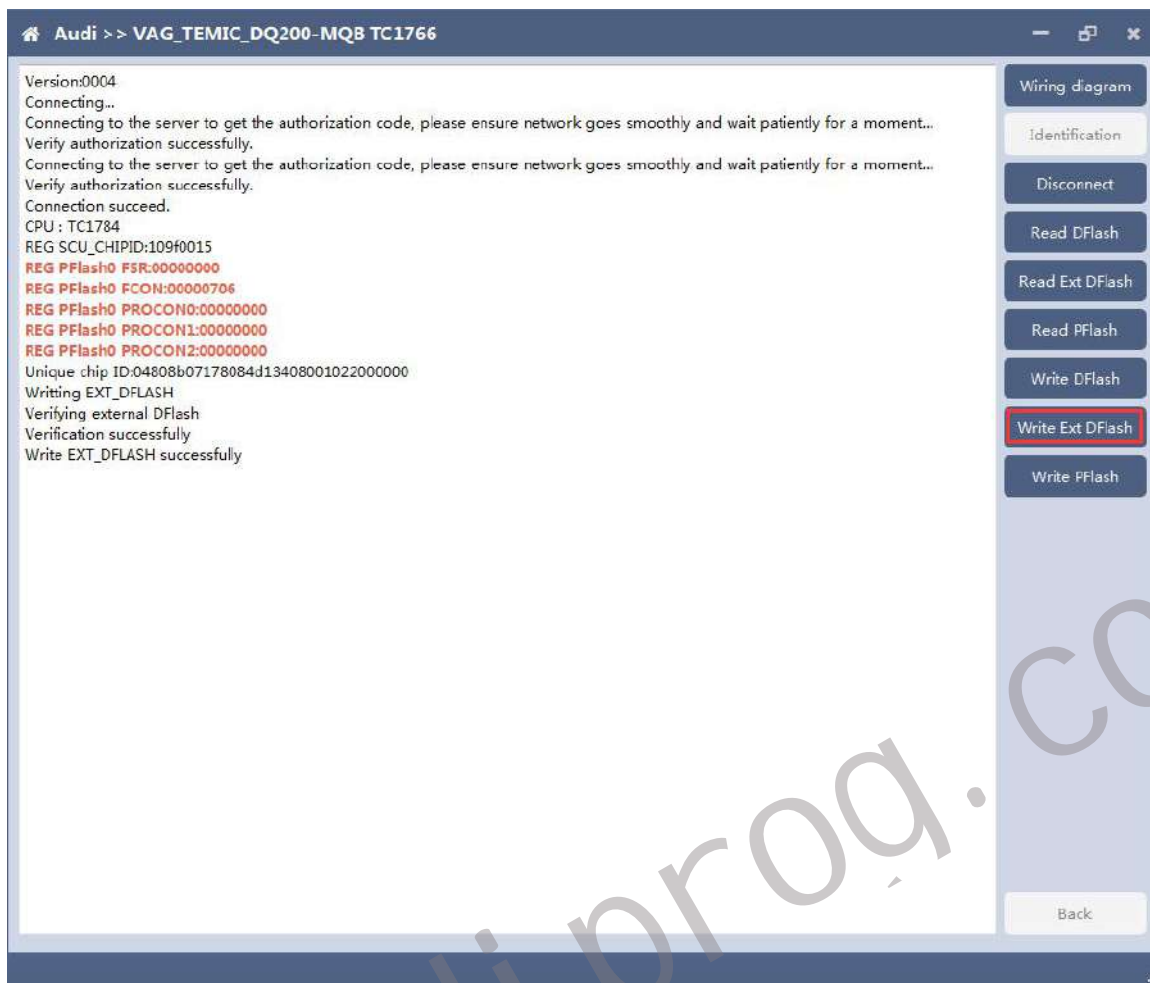 Audi >> VAG_TEMIC_DQ200-MQB TC1766
Version:0004
Connecting...
Connecting to the server to get the authorization code, please ensure network goes smoothly and wait patiently for a moment...
Verify authorization successfully.
Connecting to the server to get the authorization code, please ensure network goes smoothly and wait patiently for a moment...
Verify authorization successfully.
Connection succeed.
CPU : TC1784
REG SCU_CHIPID:109f0015
REG PFlash0 FSR:00000000
REG PFlash0 FCON:00000706
REG PFlash0 PROCON0:00000000
REG PFlash0 PROCON1:00000000
REG PFlash0 PROCON2:00000000
Unique chip ID:04808b07178084d13408001022000000
Writting EXT_DFLASH
Verifying external DFlash
Verification successfully
Write EXT_DFLASH successfully
Wiring diagram
Identification
Disconnect
Read DFlash
Read Ext DFlash
Read PFlash
Write DFlash
Write Ext DFlash
Write PFlash
Back